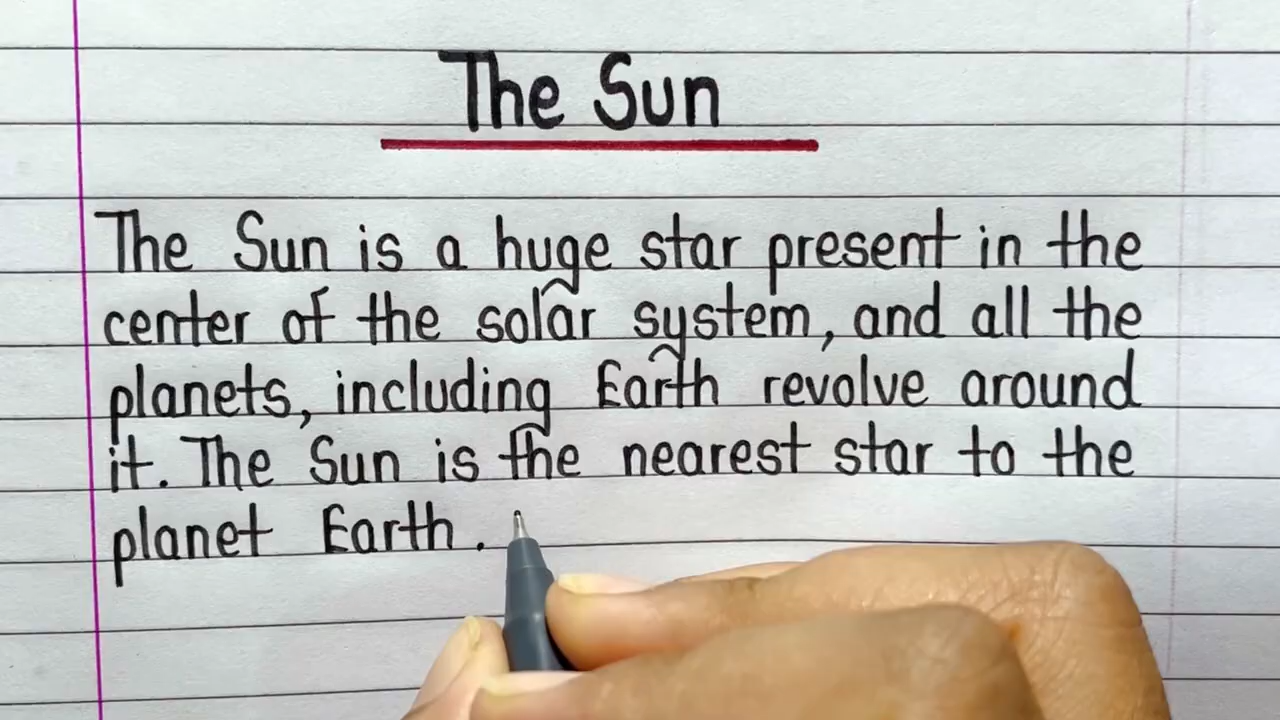 The Sun
The Sun is a huge star present in the
center of the solar system, and all the
planets, including Earth revolve around
it. The Sun is the nearest star to the
planet Earth.